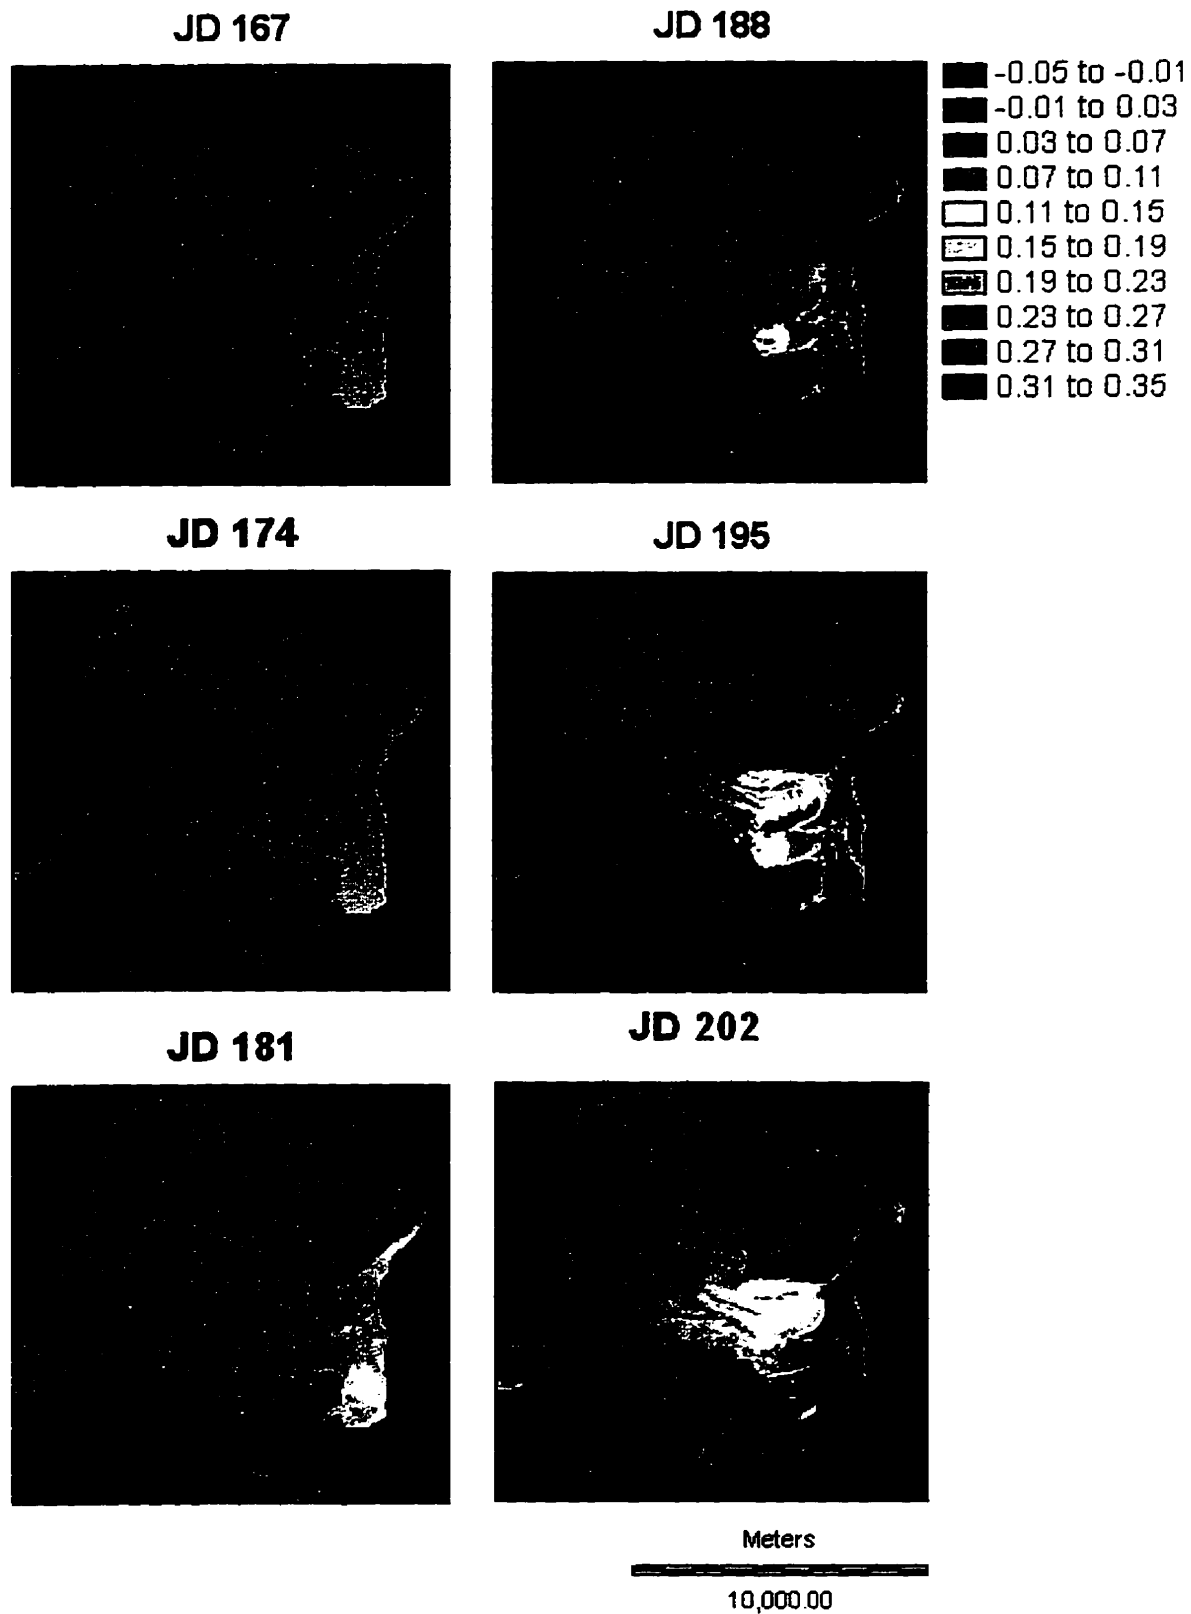 JD 167
JD 188
-0.05 to -0.01
-0.01 to 0.03
0.03 to 0.07
0.07 to 0.11
0.11 to 0.15
0.15 to 0.19
0.19 to 0.23
0.23 to 0.27
0.27 to 0.31
0.31 to 0.35
JD 174
JD 195
JD 181
JD 202
Meters
10,000.00